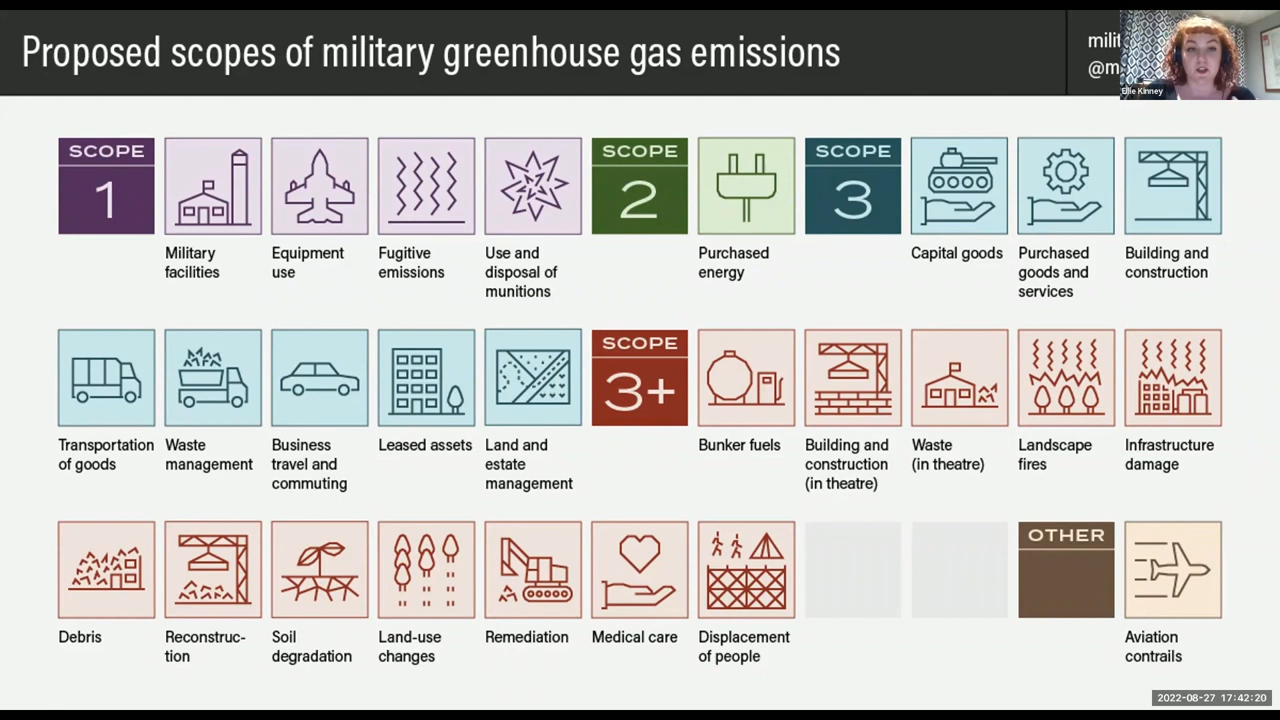 Proposed scopes of military greenhouse gas emissions
milit
@m
Ellie Kinney
SCOPE
1
Military
facilities
Equipment
use
Fugitive
emissions
Use and
disposal of
munitions
SCOPE
2
Purchased
energy
SCOPE
3
Capital goods
Purchased
goods and
services
Building and
construction
Transportation
of goods
Waste
management
Business
travel and
commuting
Leased assets
Land and
estate
management
SCOPE
3+
Bunker fuels
Building and
construction
(in theatre)
Waste
(in theatre)
Landscape
fires
Infrastructure
damage
Debris
Reconstruc-
tion
Soil
degradation
Land-use
changes
Remediation
Medical care
Displacement
of people
OTHER
Aviation
contrails
2022-08-27 17:42:20